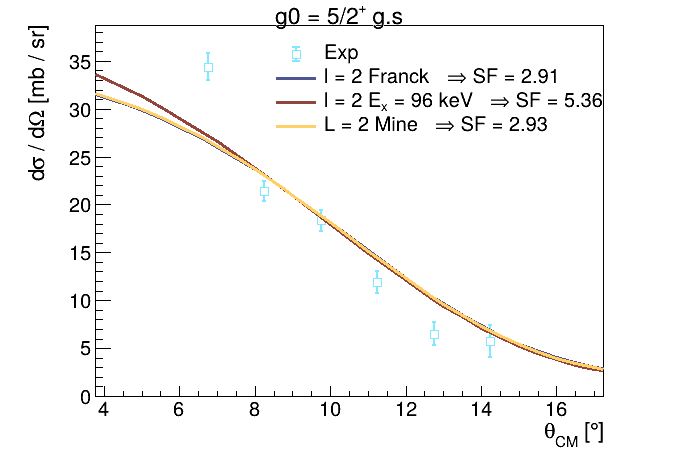 g0 = 5/2⁺ g.s
Exp
l = 2 Franck ⇒ SF = 2.91
l = 2 Eₓ = 96 keV ⇒ SF = 5.36
L = 2 Mine ⇒ SF = 2.93
dσ / dΩ [mb / sr]
35
30
25
20
15
10
5
0
4 6 8 10 12 14 16
θ_CM [°]